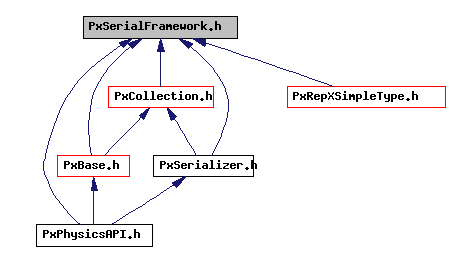 PxSerialFramework.h
PxCollection.h
PxRepXSimpleType.h
PxBase.h
PxSerializer.h
PxPhysicsAPI.h